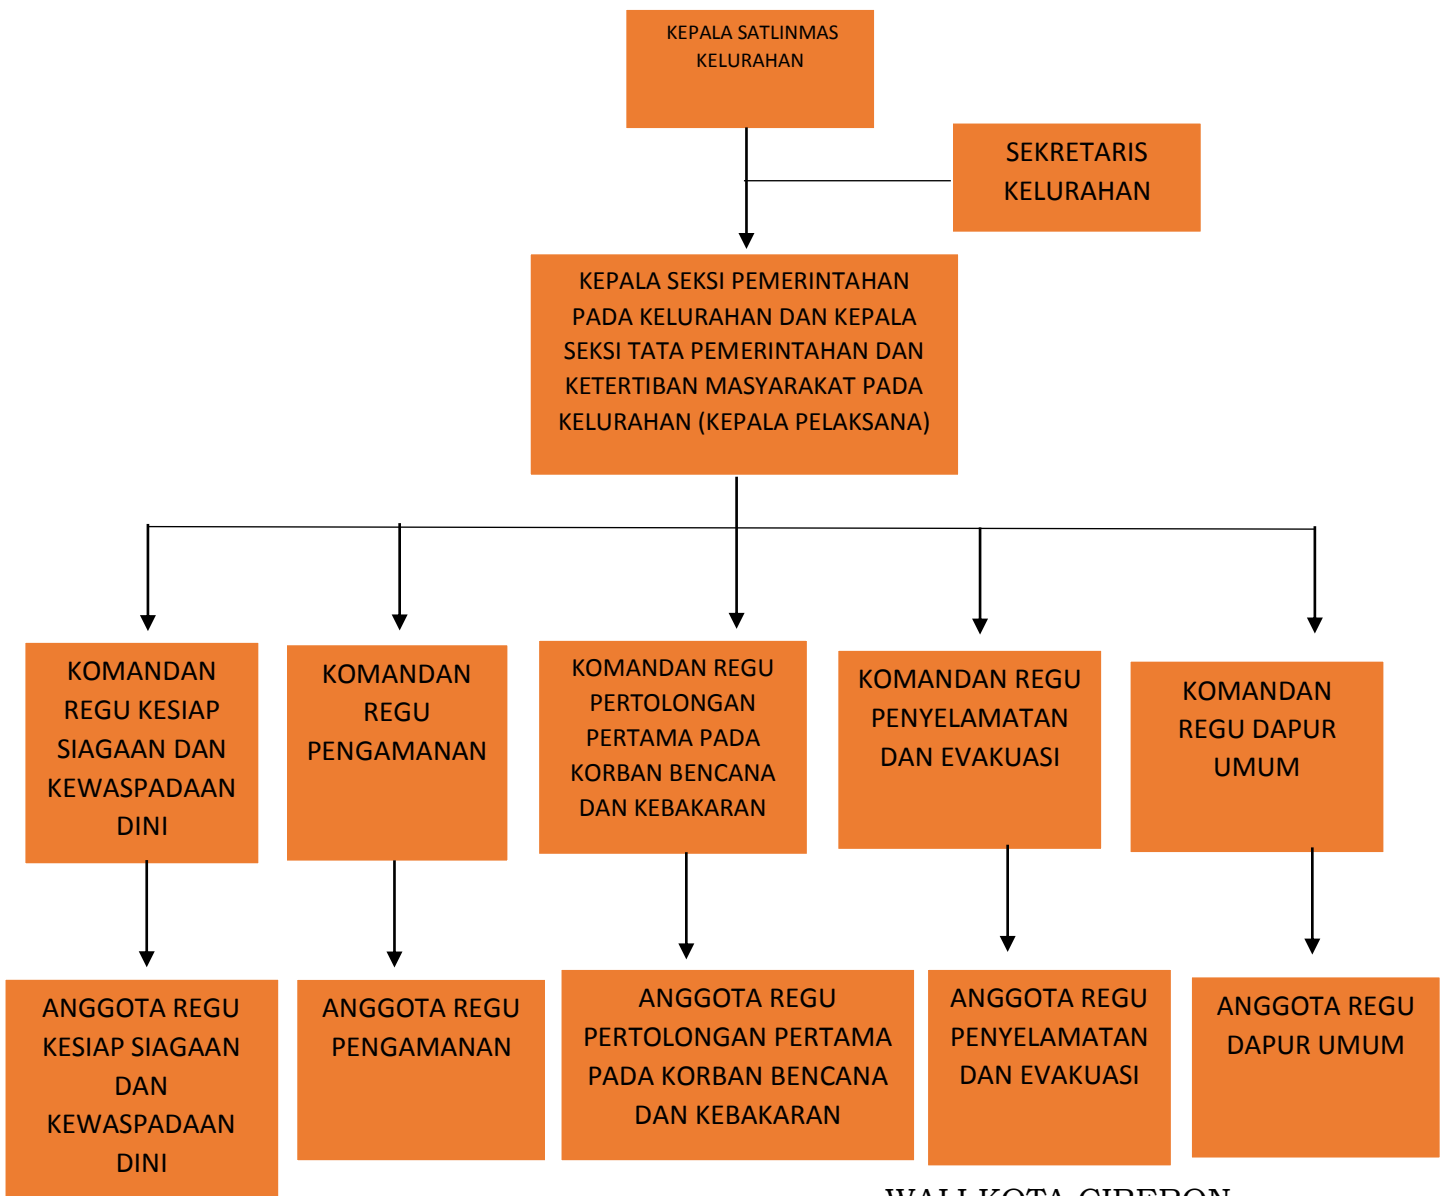 KEPALA SATLINMAS
KELURAHAN
SEKRETARIS
KELURAHAN
KEPALA SEKSI PEMERINTAHAN
PADA KELURAHAN DAN KEPALA
SEKSI TATA PEMERINTAHAN DAN
KETERTIBAN MASYARAKAT PADA
KELURAHAN (KEPALA PELAKSANA)
KOMANDAN
REGU KESIAP
SIAGAAN DAN
KEWASPADAAN
DINI
KOMANDAN
REGU
PENGAMANAN
KOMANDAN REGU
PERTOLONGAN
PERTAMA PADA
KORBAN BENCANA
DAN KEBAKARAN
KOMANDAN REGU
PENYELAMATAN
DAN EVAKUASI
KOMANDAN
REGU DAPUR
UMUM
ANGGOTA REGU
KESIAP SIAGAAN
DAN
KEWASPADAAN
DINI
ANGGOTA REGU
PENGAMANAN
ANGGOTA REGU
PERTOLONGAN PERTAMA
PADA KORBAN BENCANA
DAN KEBAKARAN
ANGGOTA REGU
PENYELAMATAN
DAN EVAKUASI
ANGGOTA REGU
DAPUR UMUM
WALI KOTA CIREBON